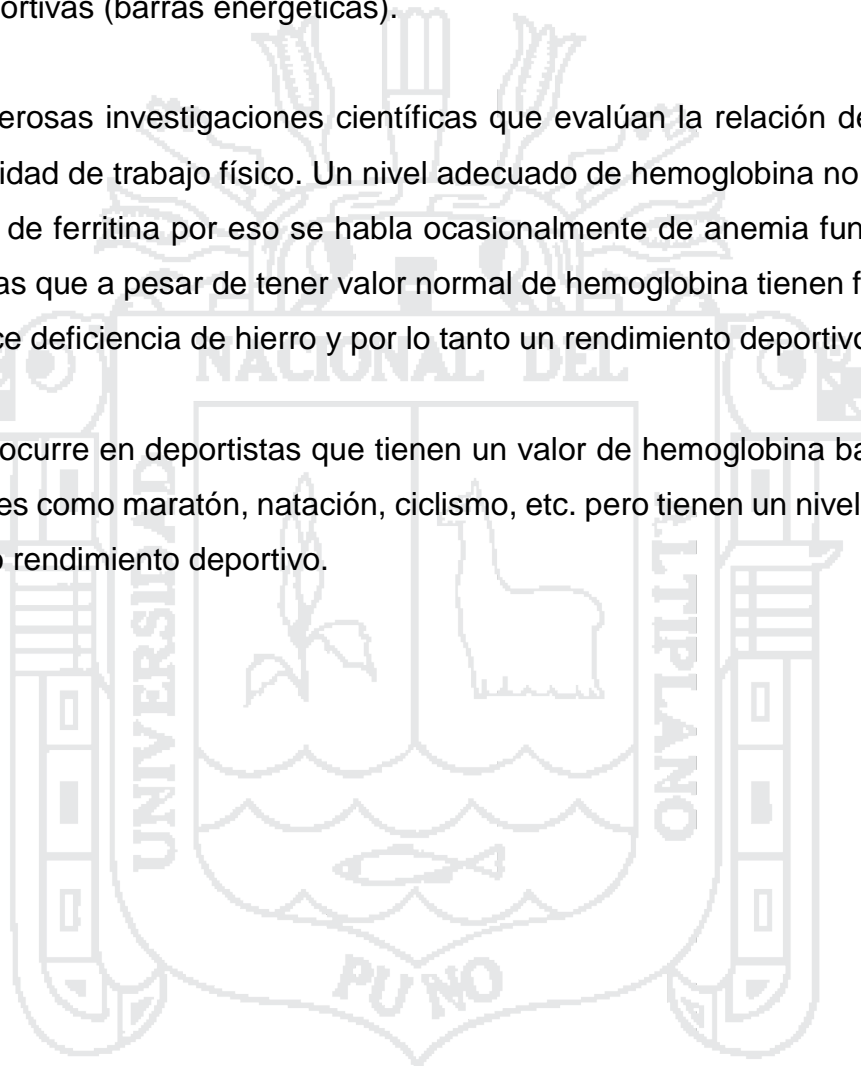 ortivas (barras energéticas).
erosas investigaciones científicas que evalúan la relación de
idad de trabajo físico. Un nivel adecuado de hemoglobina no
de ferritina por eso se habla ocasionalmente de anemia fun
as que a pesar de tener valor normal de hemoglobina tienen f
ce deficiencia de hierro y por lo tanto un rendimiento deportivo
ocurre en deportistas que tienen un valor de hemoglobina ba
es como maratón, natación, ciclismo, etc. pero tienen un nivel
o rendimiento deportivo.
NACIONAL DEL
UNIVERSIDAD
ALTIPLANO
PUNO